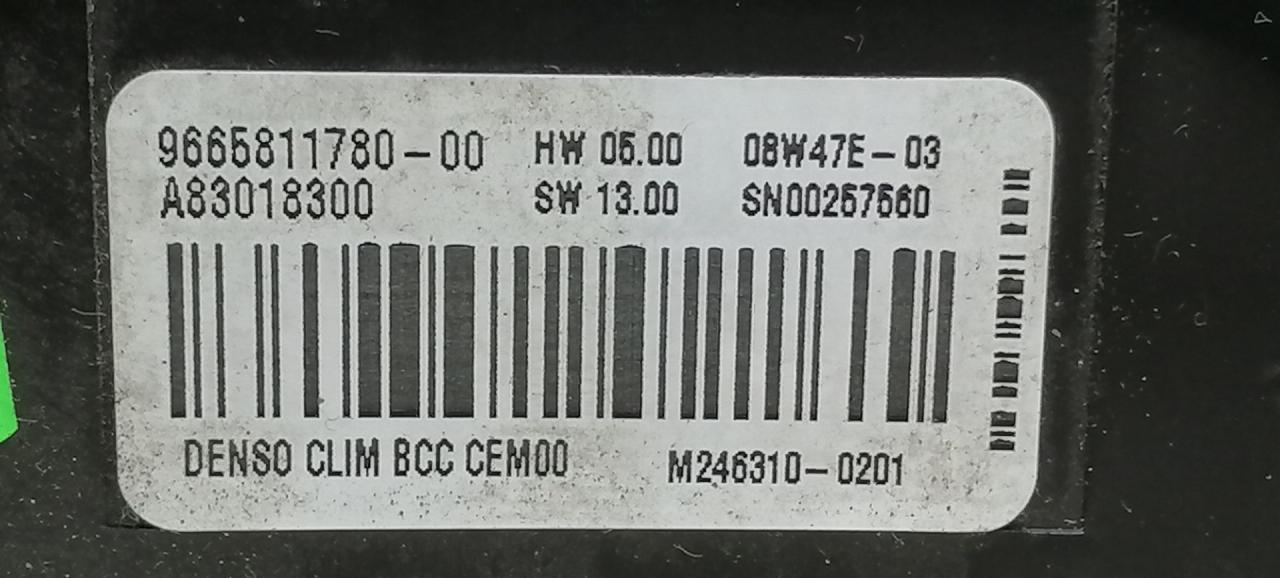 9665811780-00 HW 05.00 08W47E-03
A83018300 SW 13.00 SN00257560
DENSO CLIM BCC CEM00 M246310-0201